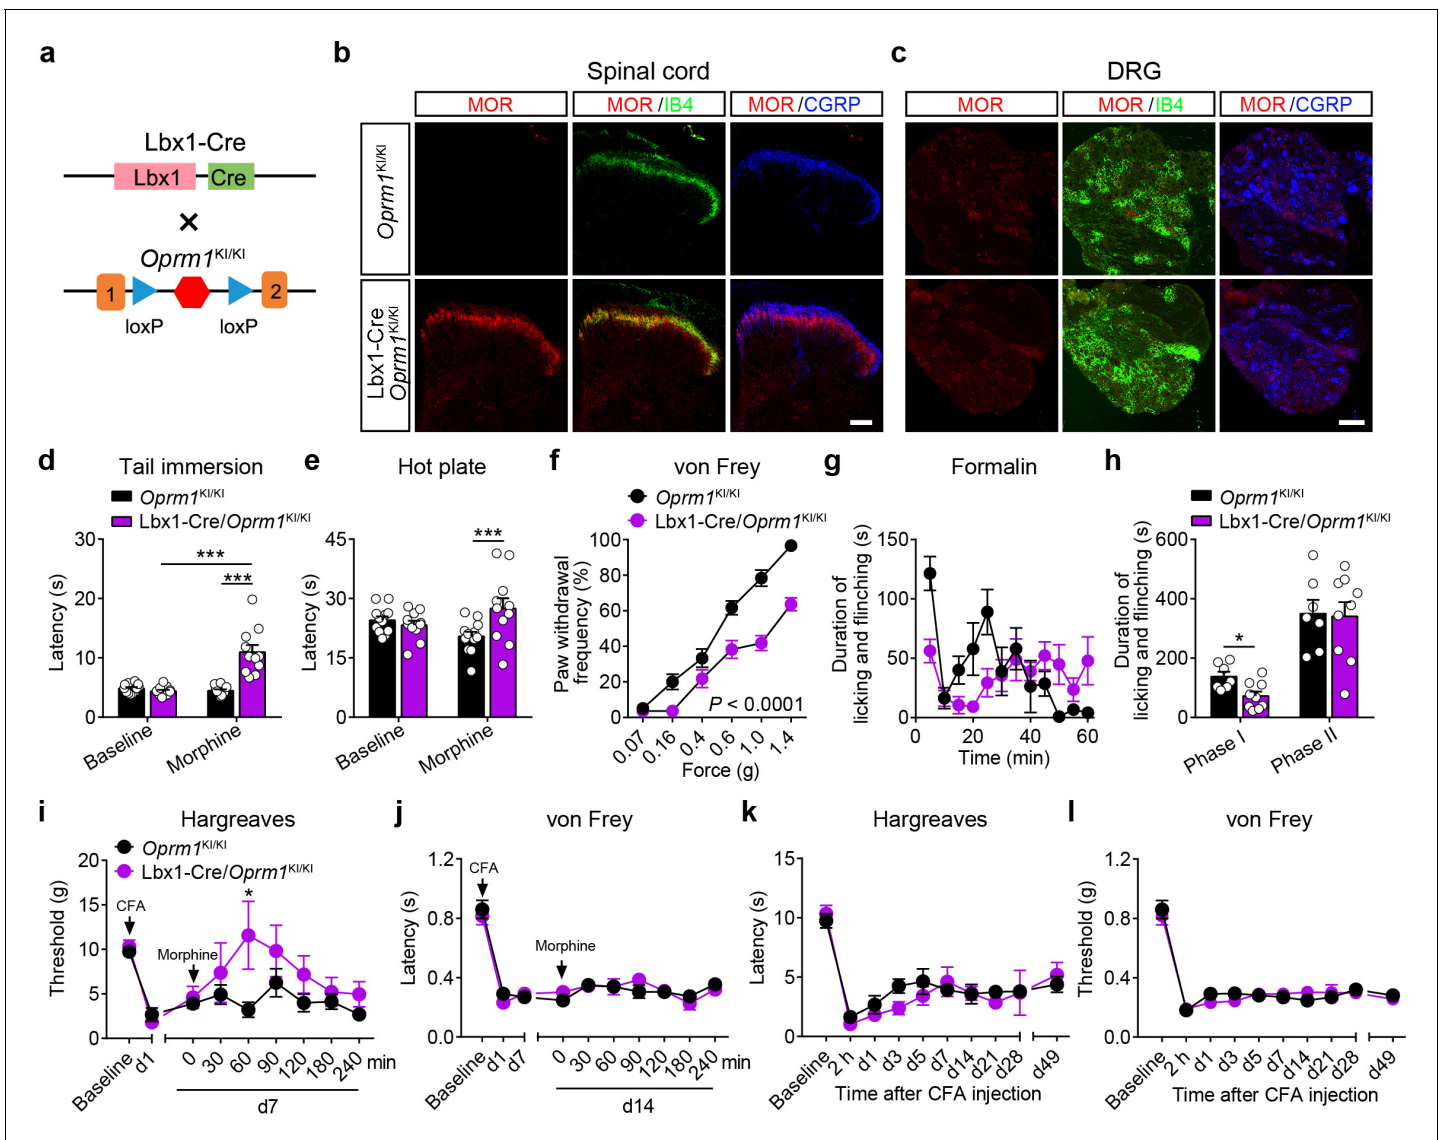 a
Lbx1-Cre
Lbx1
Cre
×
Oprm1KI/KI
1
2
loxP
loxP
b
Spinal cord
MOR
MOR /IB4
MOR /CGRP
Oprm1KI/KI
Lbx1-Cre
Oprm1KI/KI
c
DRG
MOR
MOR /IB4
MOR /CGRP
d
Tail immersion
Oprm1KI/KI
Lbx1-Cre/Oprm1KI/KI
Latency (s)
30
20
10
0
***
***
Baseline
Morphine
e
Hot plate
Latency (s)
45
30
15
0
***
Baseline
Morphine
f
von Frey
Oprm1KI/KI
Lbx1-Cre/Oprm1KI/KI
Paw withdrawal
frequency (%)
100
80
60
40
20
0
P < 0.0001
0.07
0.16
0.4
0.6
1.0
1.4
Force (g)
g
Formalin
Duration of
licking and flinching (s)
150
100
50
0
0
20
40
60
Time (min)
h
Oprm1KI/KI
Lbx1-Cre/Oprm1KI/KI
Duration of
licking and flinching (s)
600
400
200
0
*
Phase I
Phase II
i
Hargreaves
Oprm1KI/KI
Lbx1-Cre/Oprm1KI/KI
Threshold (g)
20
15
10
5
0
CFA
Morphine
*
Baseline
d1
0
30
60
90
120
180
240
min
d7
j
von Frey
Latency (s)
1.2
0.8
0.4
0.0
CFA
Morphine
Baseline
d1
d7
0
30
60
90
120
180
240
min
d14
k
Hargreaves
Latency (s)
15
10
5
0
Baseline
2 h
d1
d3
d5
d7
d14
d21
d28
d49
Time after CFA injection
l
von Frey
Threshold (g)
1.2
0.8
0.4
0.0
Baseline
2 h
d1
d3
d5
d7
d14
d21
d28
d49
Time after CFA injection